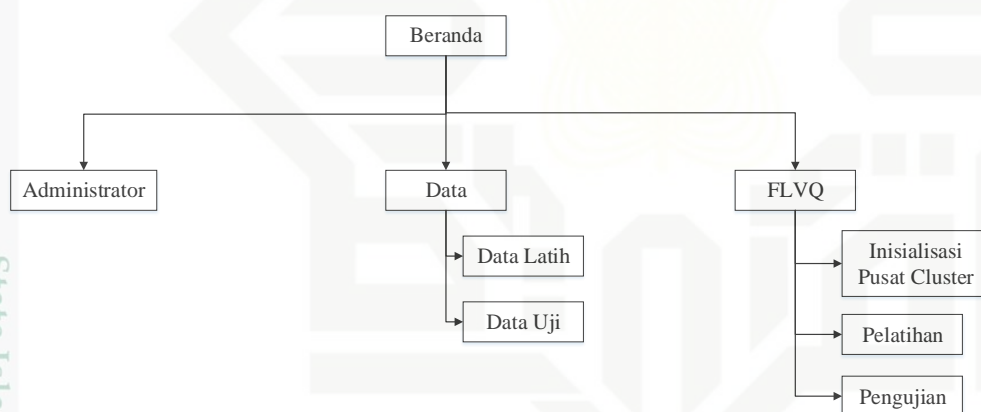 Beranda
Administrator
Data
FLVQ
Data Latih
Data Uji
Inisialisasi
Pusat Cluster
Pelatihan
Pengujian